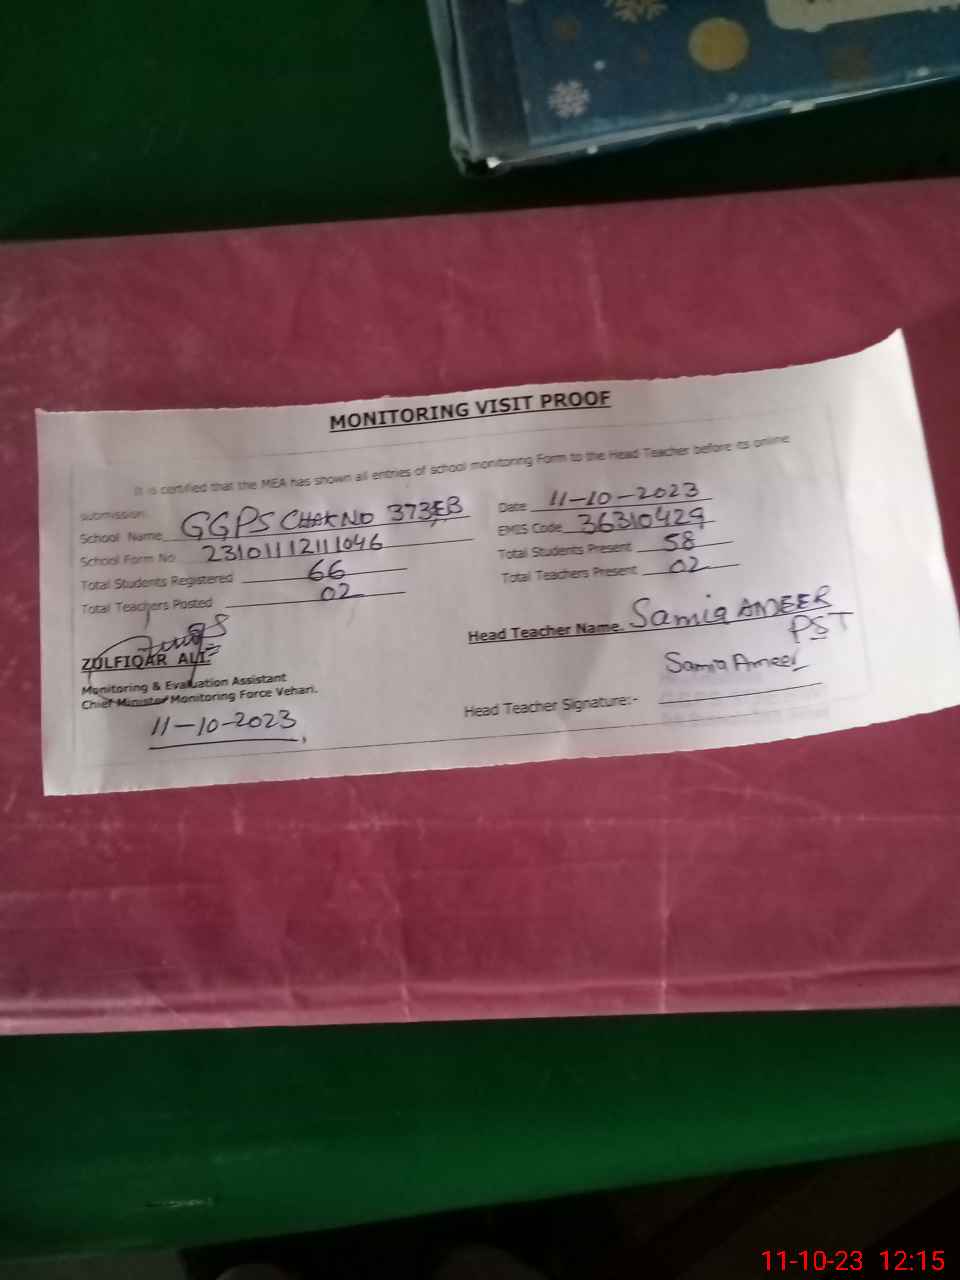 MONITORING VISIT PROOF
It is certified that the MEA has shown all entries of school monitoring Form to the Head Teacher before its online
submission.
School Name GGPS CHAK NO 373EB
Date 11-10-2023
School Form No 23101112111046
EMIS Code 36310429
Total Students Registered 66
Total Students Present 58
Total Teachers Posted 02
Total Teachers Present 02
Head Teacher Name. Samia AMEER
PST
ZULFIQAR ALI
Samia Ameer
Monitoring & Evaluation Assistant
Chief Minister Monitoring Force Vehari.
Head Teacher Signature:-
11-10-2023
11-10-23 12:15